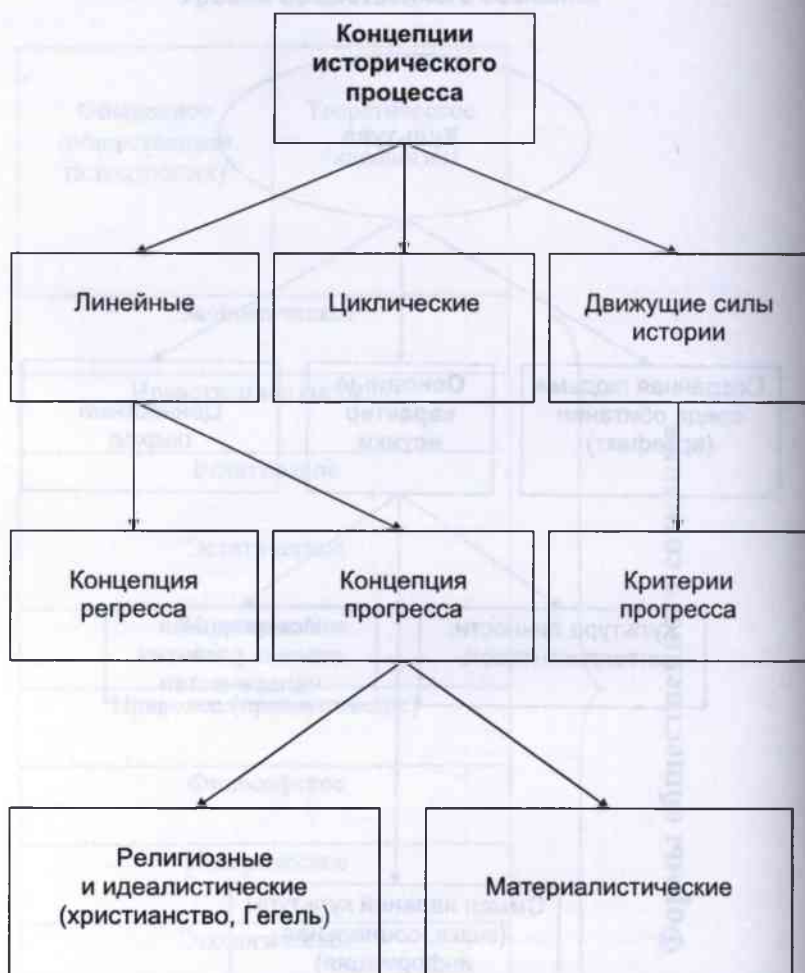 Концепции
исторического
процесса
Линейные
Циклические
Движущие силы
истории
Концепция
регресса
Концепция
прогресса
Критерии
прогресса
Религиозные
и идеалистические
(христианство, Гегель)
Материалистические